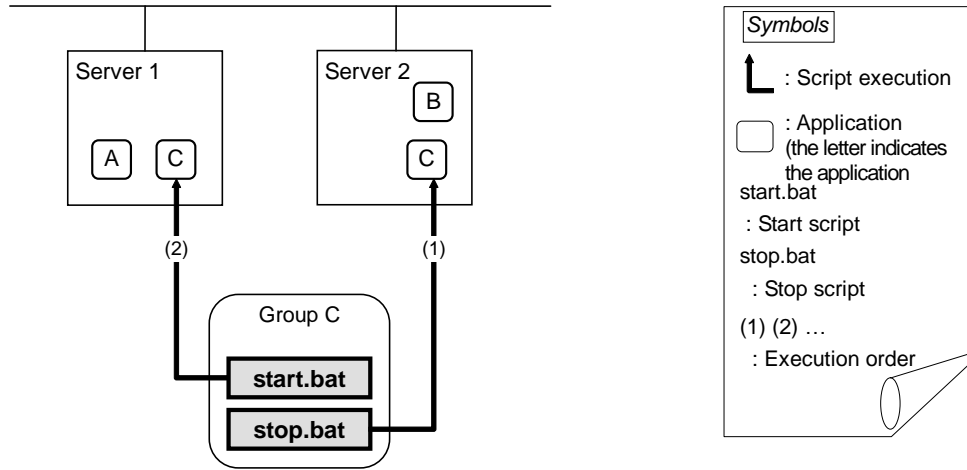 Server 1
A
C
Server 2
B
C
(2)
(1)
Group C
start.bat
stop.bat
Symbols
: Script execution
: Application
(the letter indicates
the application
start.bat
: Start script
stop.bat
: Stop script
(1) (2) …
: Execution order